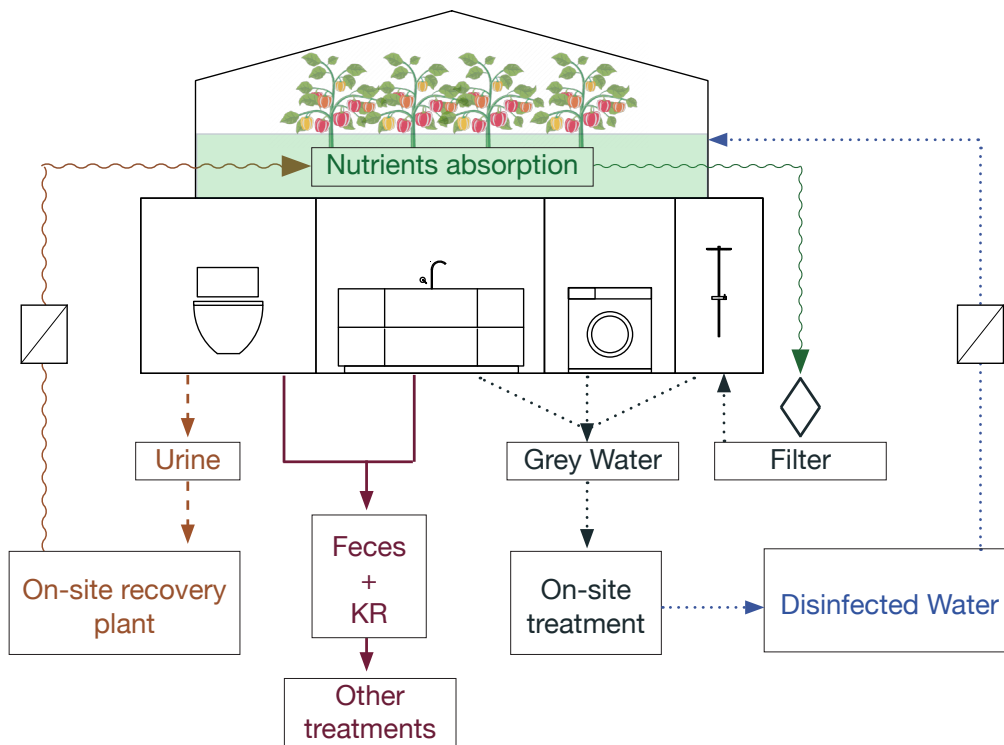 Nutrients absorption
Urine
Grey Water
Filter
Feces
+
KR
On-site recovery
plant
On-site
treatment
Disinfected Water
Other
treatments